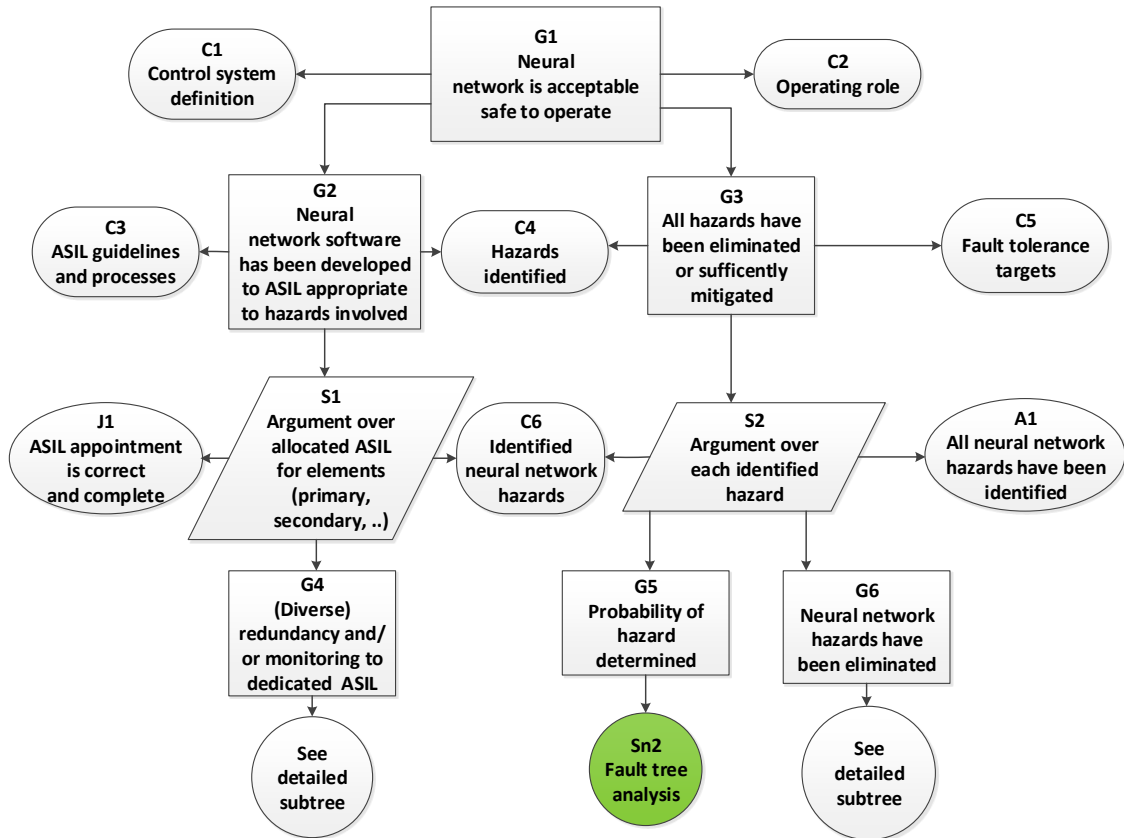 G1
Neural
network is acceptable
safe to operate
C1
Control system
definition
C2
Operating role
G2
Neural
network software
has been developed
to ASIL appropriate
to hazards involved
G3
All hazards have
been eliminated
or sufficently
mitigated
C3
ASIL guidelines
and processes
C4
Hazards
identified
C5
Fault tolerance
targets
S1
Argument over
allocated ASIL
for elements
(primary,
secondary, ..)
J1
ASIL appointment
is correct
and complete
C6
Identified
neural network
hazards
S2
Argument over
each identified
hazard
A1
All neural network
hazards have been
identified
G4
(Diverse)
redundancy and/
or monitoring to
dedicated ASIL
G5
Probability of
hazard
determined
G6
Neural network
hazards have
been eliminated
See
detailed
subtree
Sn2
Fault tree
analysis
See
detailed
subtree